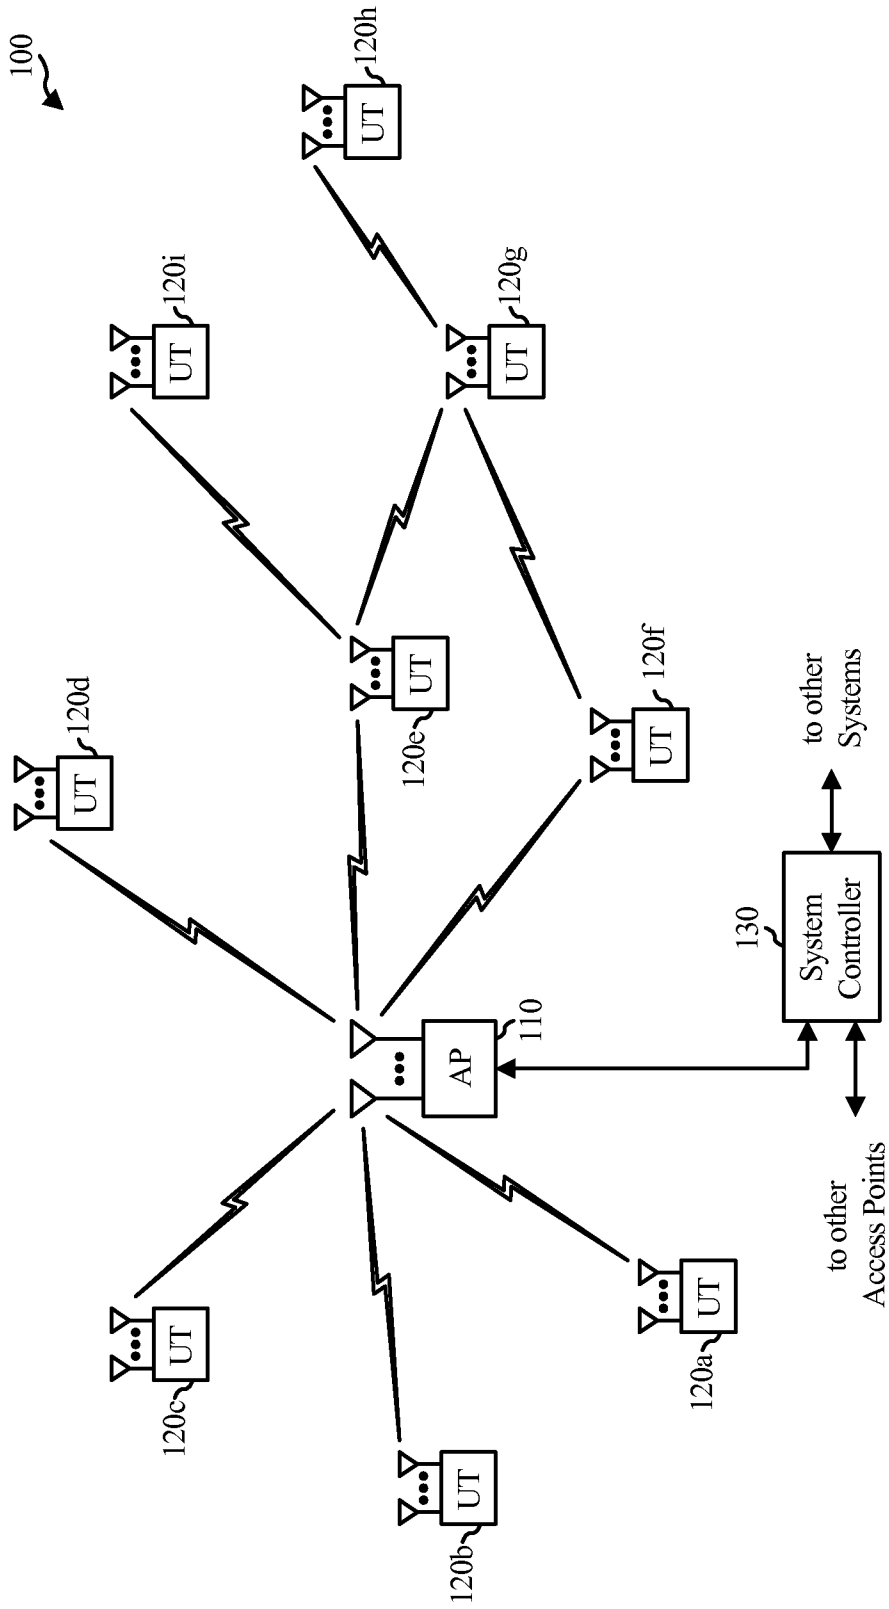 100
UT
120d
UT
120i
UT
120h
UT
120c
UT
120e
UT
120g
AP
110
UT
120b
UT
120f
UT
120a
130
System
Controller
to other
Systems
to other
Access Points